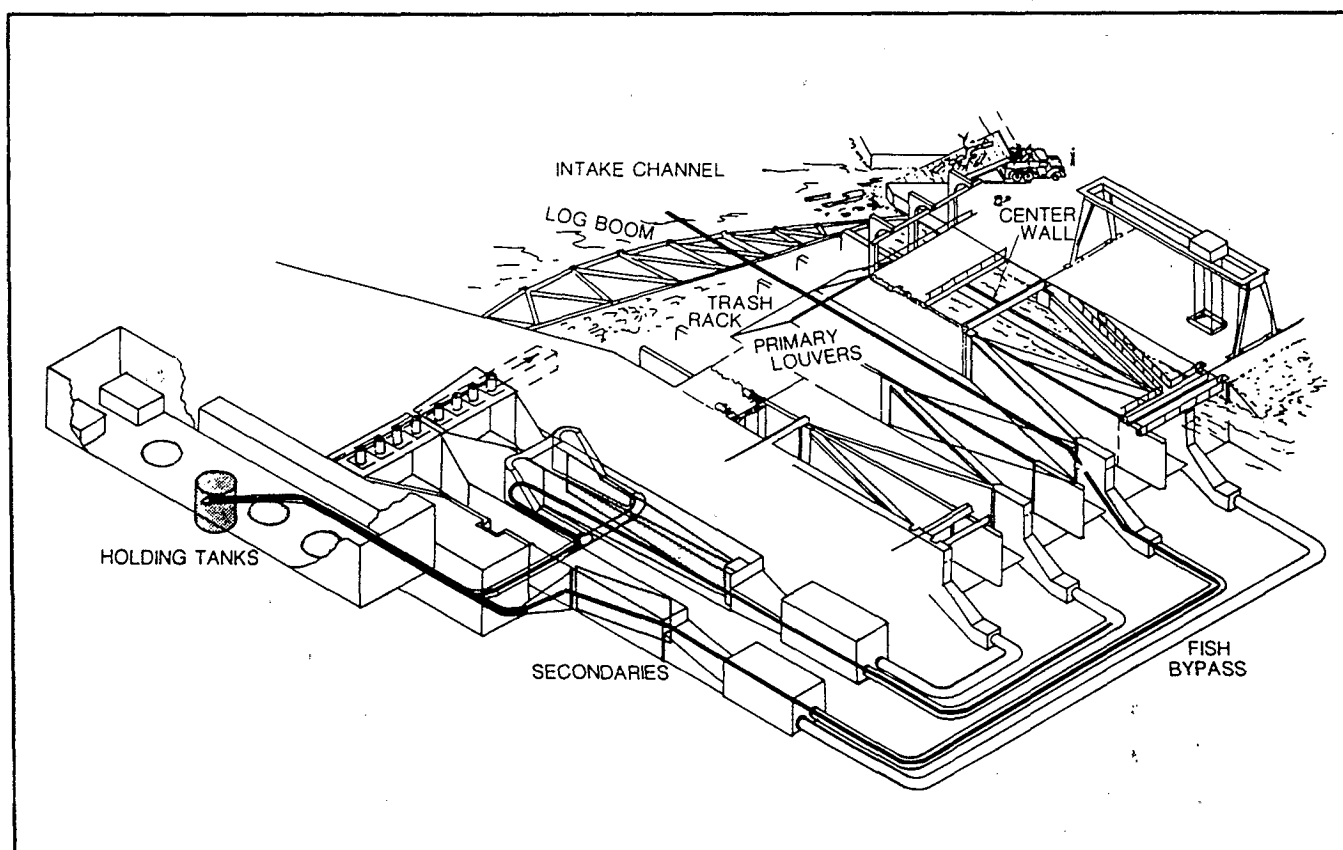 INTAKE CHANNEL
LOG BOOM
CENTER
WALL
TRASH
RACK
PRIMARY
LOUVERS
HOLDING TANKS
SECONDARIES
FISH
BYPASS